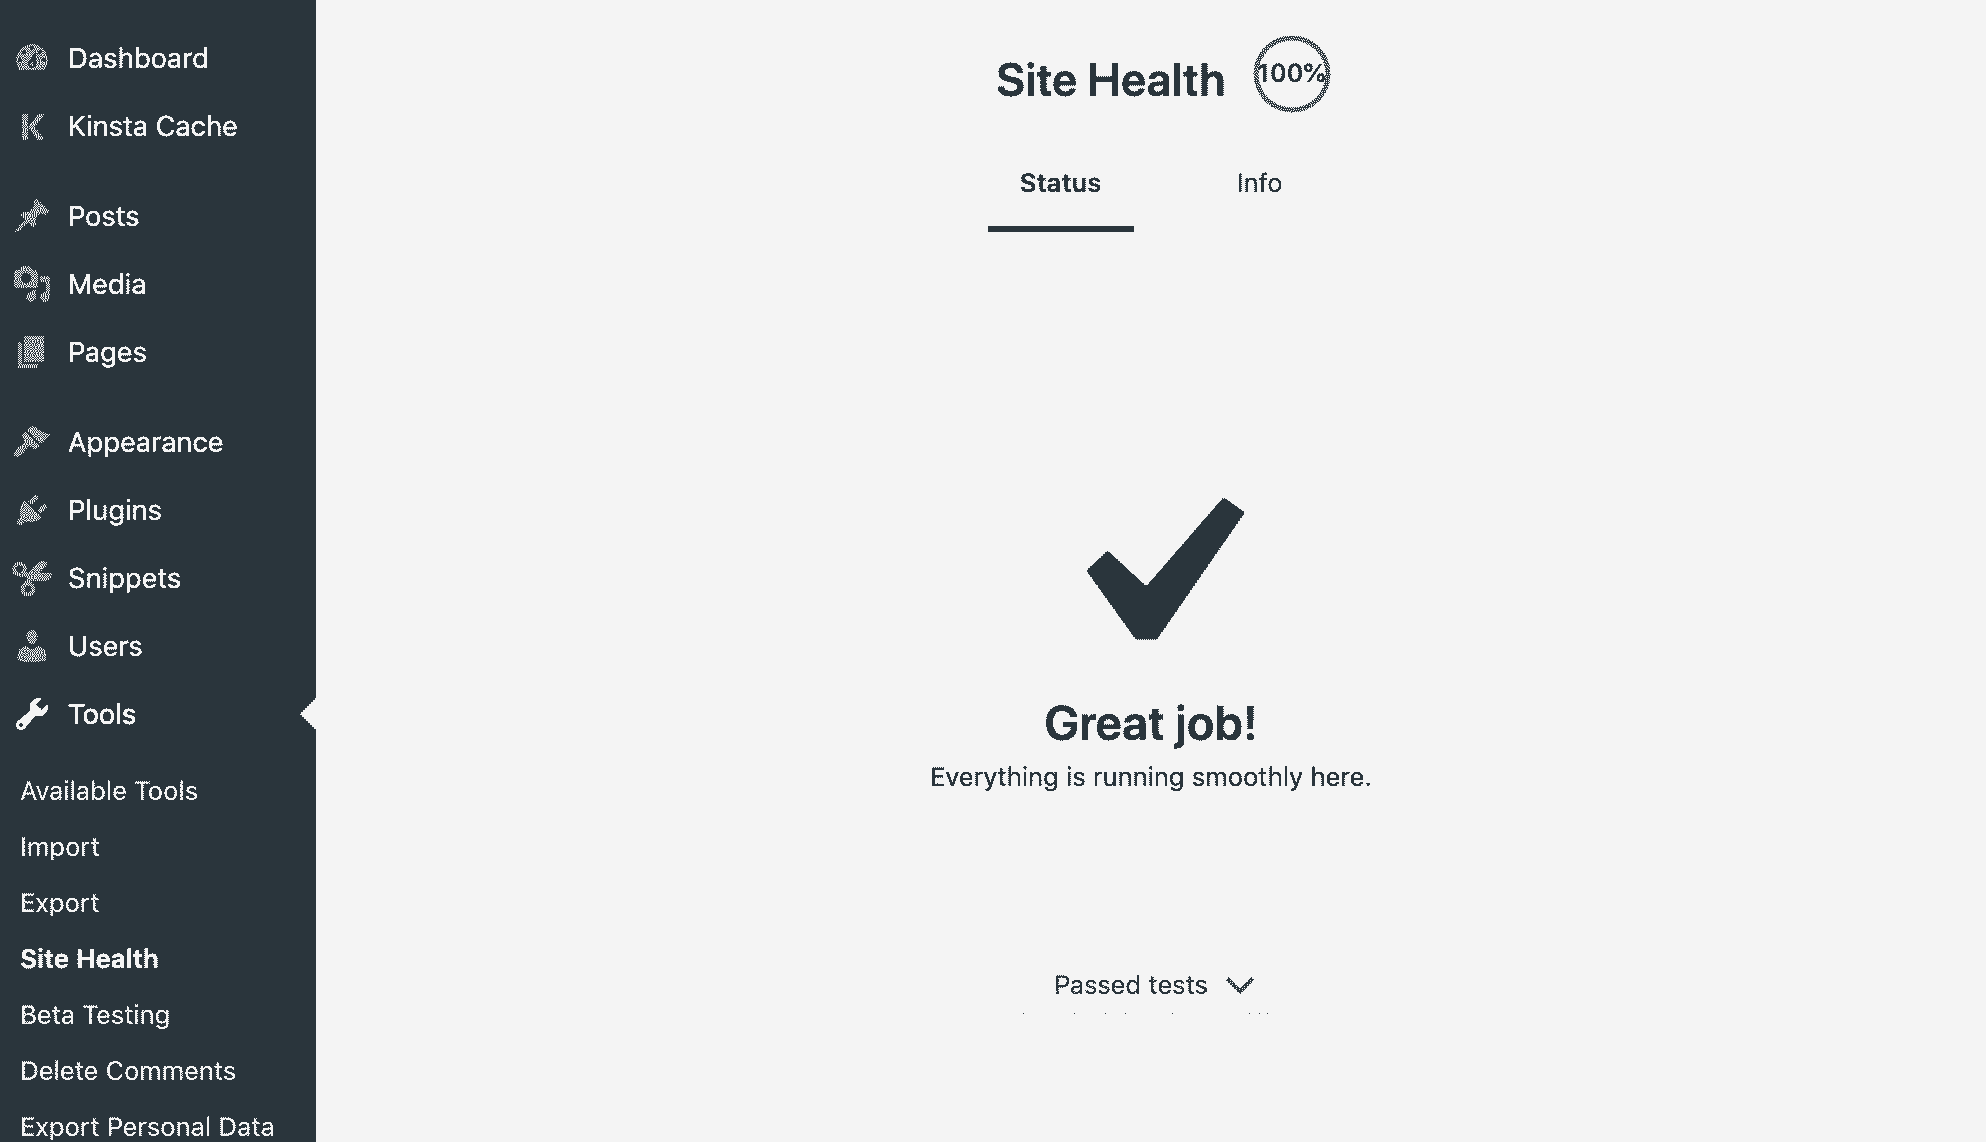 Dashboard
Kinsta Cache
Posts
Media
Pages
Appearance
Plugins
Snippets
Users
Tools
Available Tools
Import
Export
Site Health
Beta Testing
Delete Comments
Export Personal Data
Site Health 100%
Status Info
Great job!
Everything is running smoothly here.
Passed tests